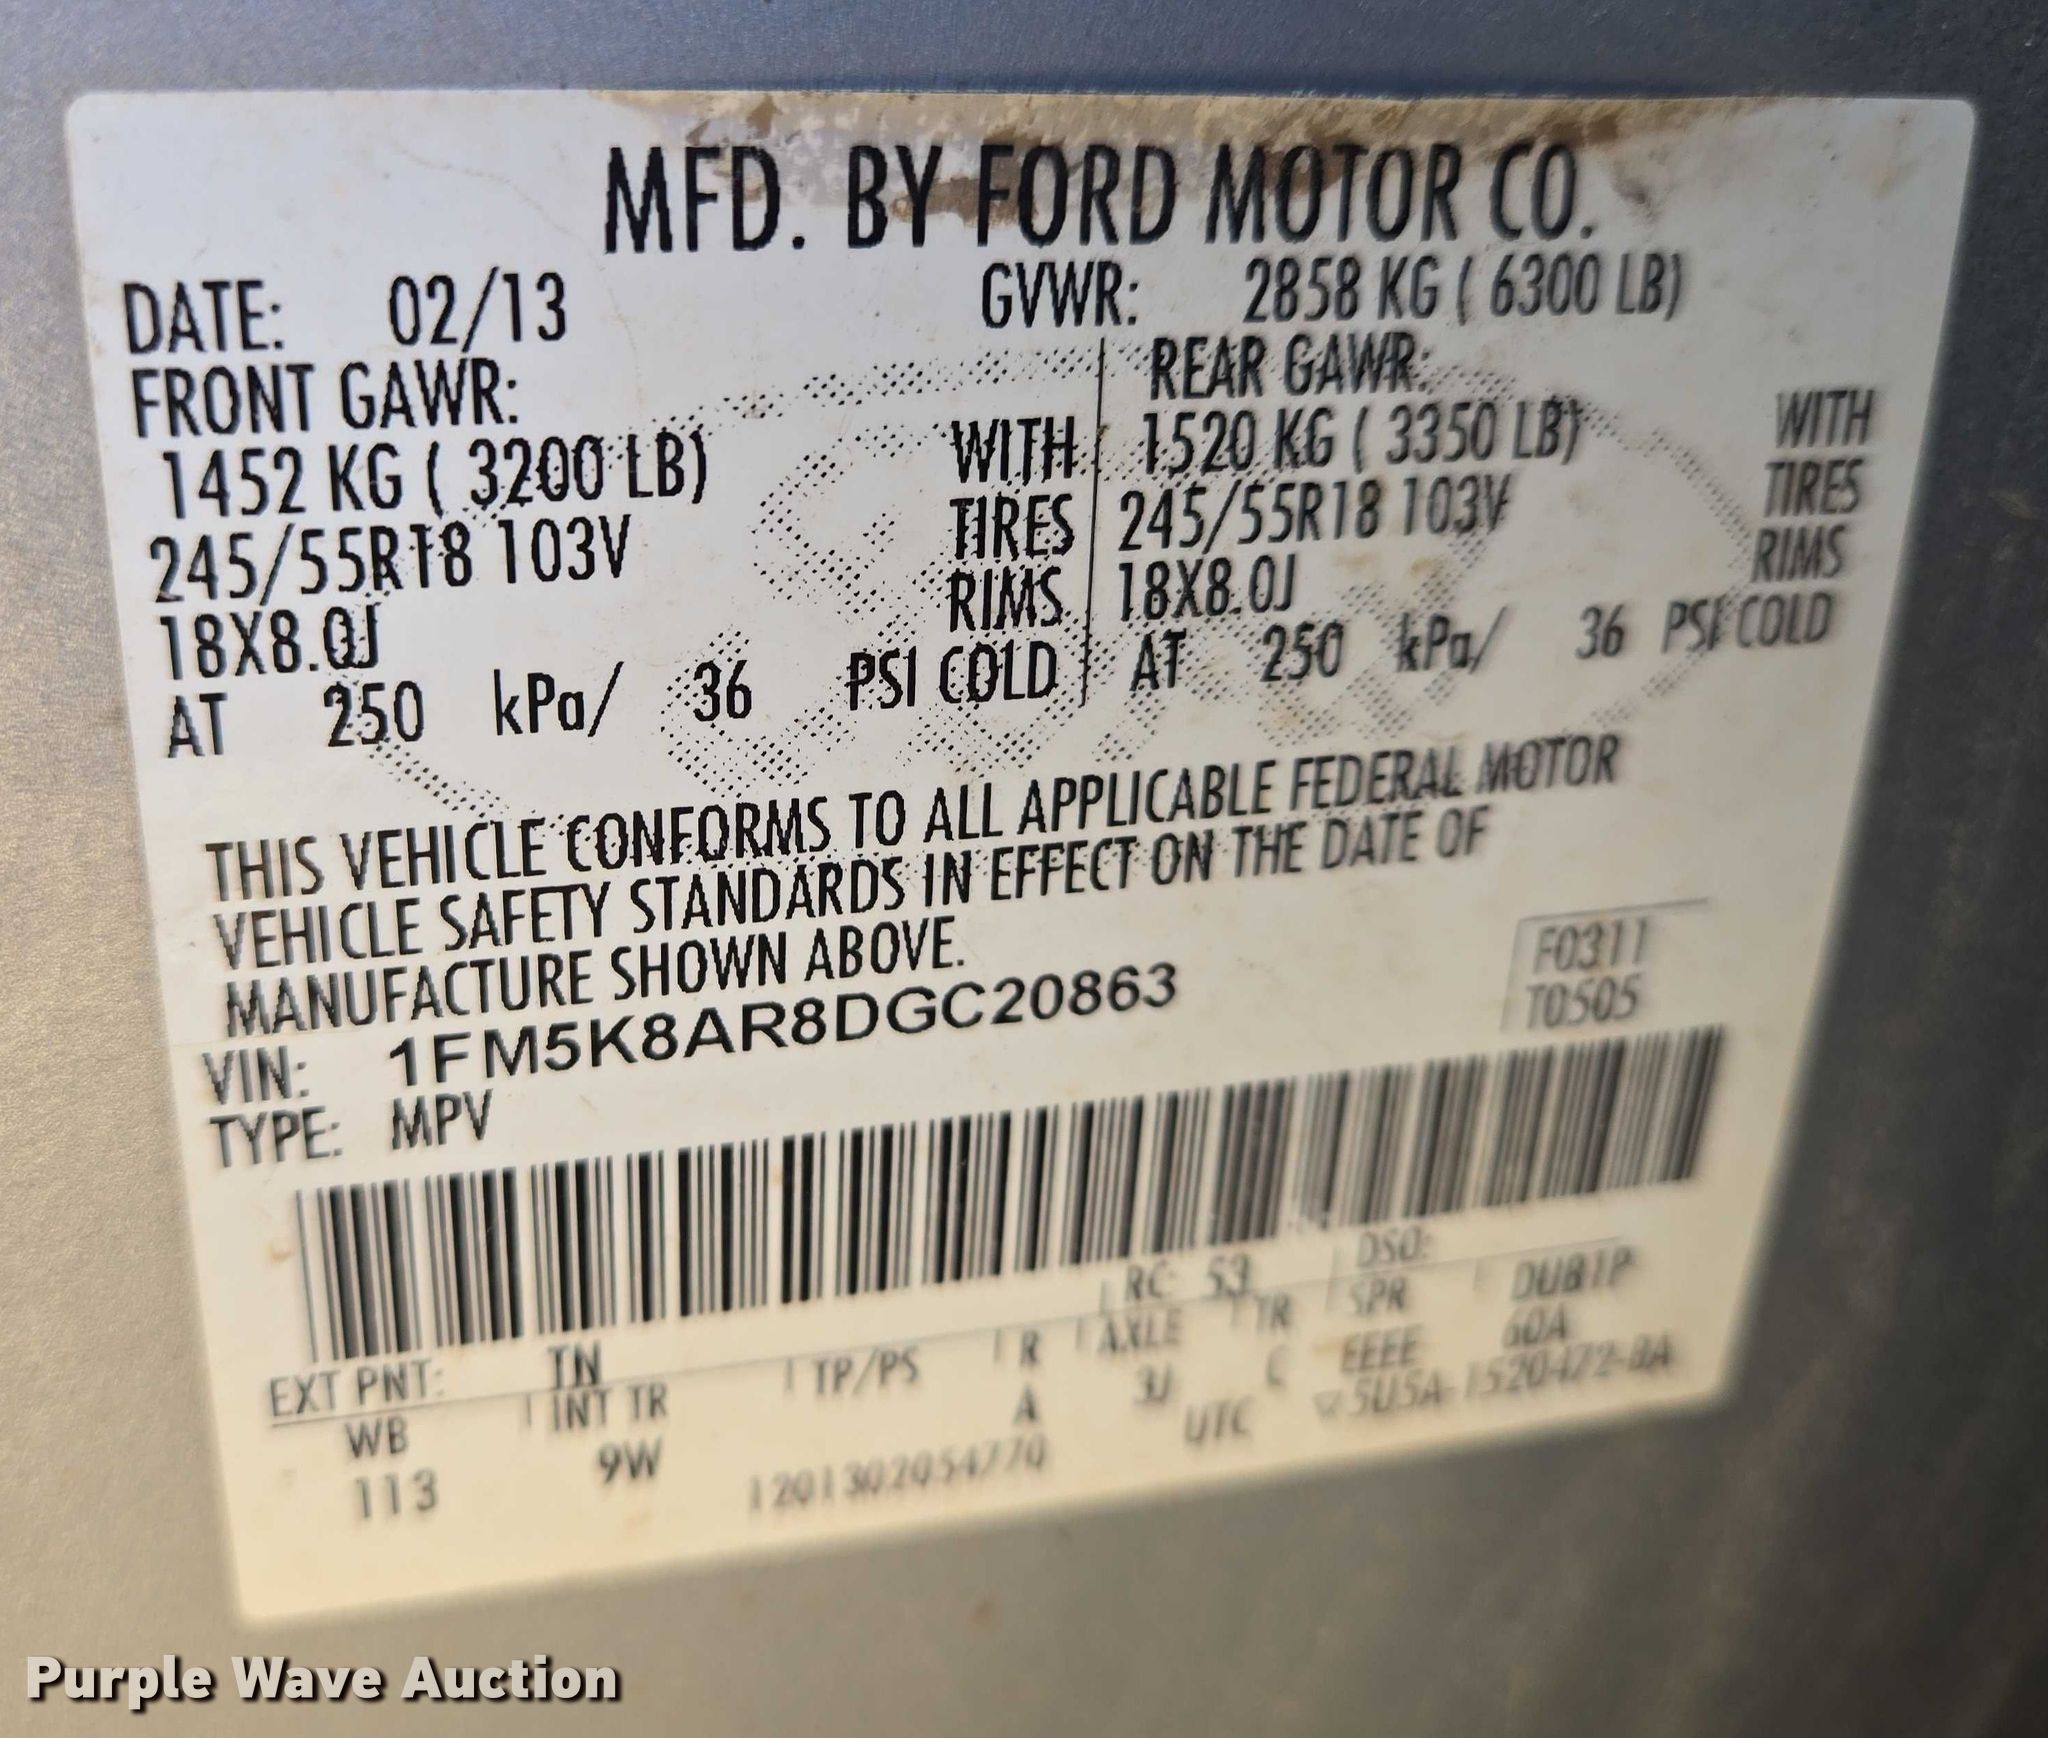 MFD. BY FORD MOTOR CO.
DATE: 02/13 GVWR: 2858 KG ( 6300 LB)
FRONT GAWR: REAR GAWR:
1452 KG ( 3200 LB) WITH 1520 KG ( 3350 LB) WITH
245/55R18 103V TIRES 245/55R18 103V TIRES
18X8.0J RIMS 18X8.0J RIMS
AT 250 kPa/ 36 PSI COLD AT 250 kPa/ 36 PSI COLD
THIS VEHICLE CONFORMS TO ALL APPLICABLE FEDERAL MOTOR
VEHICLE SAFETY STANDARDS IN EFFECT ON THE DATE OF
MANUFACTURE SHOWN ABOVE.
F0311
T0505
VIN: 1FM5K8AR8DGC20863
TYPE: MPV
EXT PNT: TN RC: 53 DSO:
WB INT TR TP/PS R AXLE TR SPR
113 9W A 3J C EEEE 60A
UTC
Purple Wave Auction